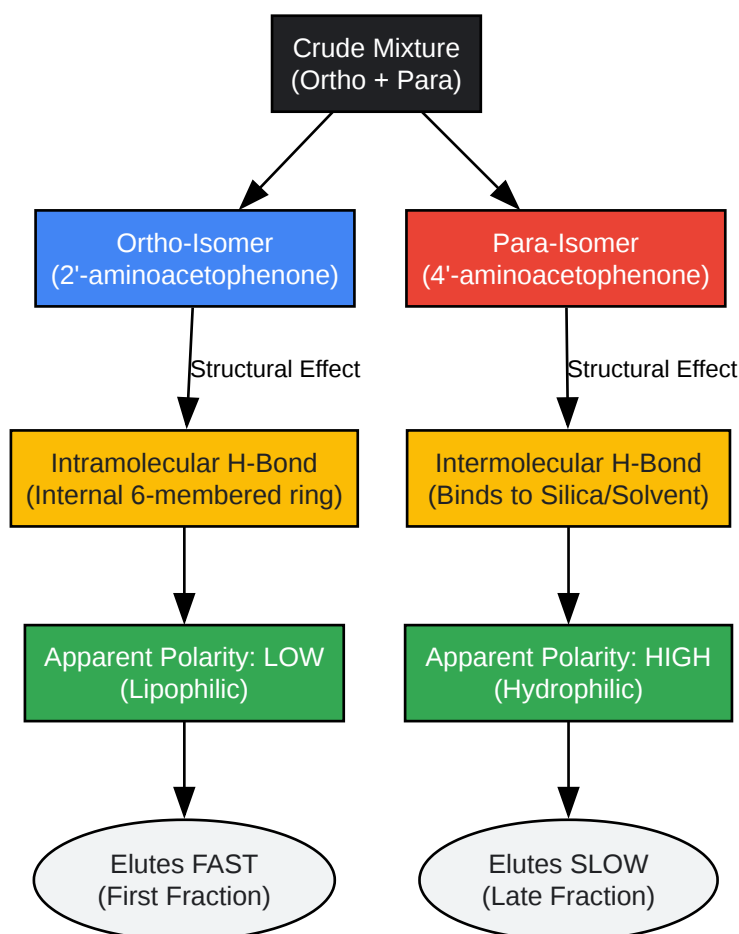 Crude Mixture
(Ortho + Para)
Ortho-Isomer
(2'-aminoacetophenone)
Para-Isomer
(4'-aminoacetophenone)
Structural Effect
Structural Effect
Intramolecular H-Bond
(Internal 6-membered ring)
Intermolecular H-Bond
(Binds to Silica/Solvent)
Apparent Polarity: LOW
(Lipophilic)
Apparent Polarity: HIGH
(Hydrophilic)
Elutes FAST
(First Fraction)
Elutes SLOW
(Late Fraction)